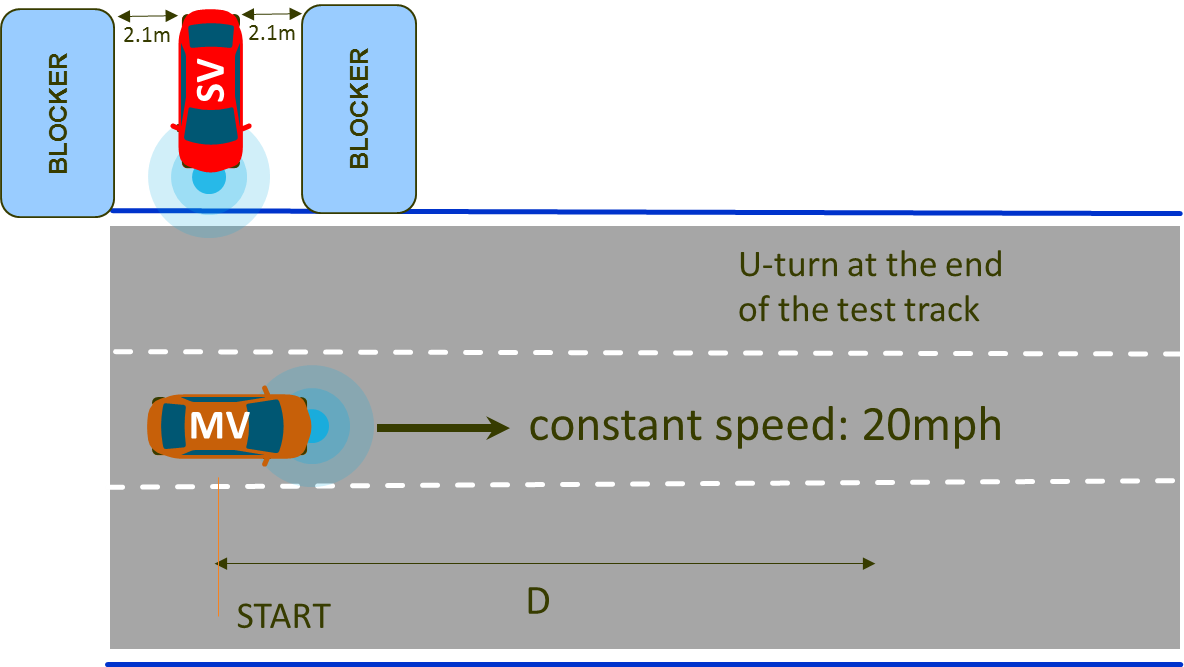 2.1m
2.1m
BLOCKER
SV
BLOCKER
U-turn at the end
of the test track
MV
constant speed: 20mph
D
START